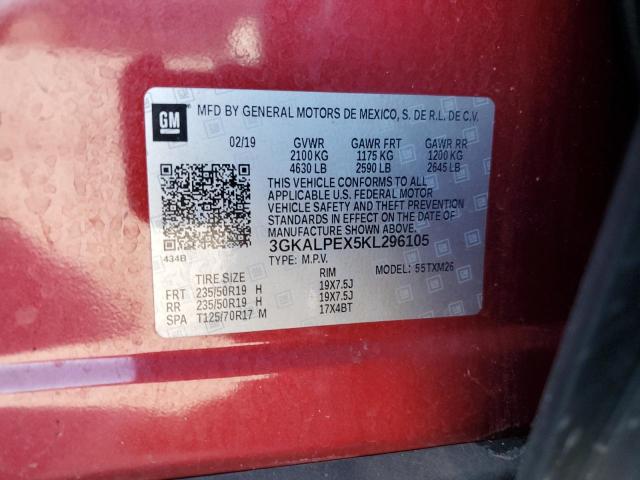 GM
MFD BY GENERAL MOTORS DE MEXICO, S. DE R.L. DE C.V.
02/19 GVWR GAWR FRT GAWR RR
2100 KG 1175 KG 1200 KG
4630 LB 2590 LB 2645 LB
THIS VEHICLE CONFORMS TO ALL
APPLICABLE U.S. FEDERAL MOTOR
VEHICLE SAFETY AND THEFT
PREVENTION STANDARDS
IN EFFECT ON THE DATE OF
MANUFACTURE SHOWN ABOVE.
434B
3GKALPEX5KL296105
TYPE: M.P.V. MODEL: 55TXM26
TIRE SIZE RIM
FRT 235/50R19 H 19X7.5J
RR 235/50R19 H 19X7.5J
SPA T125/70R17 M 17X4BT